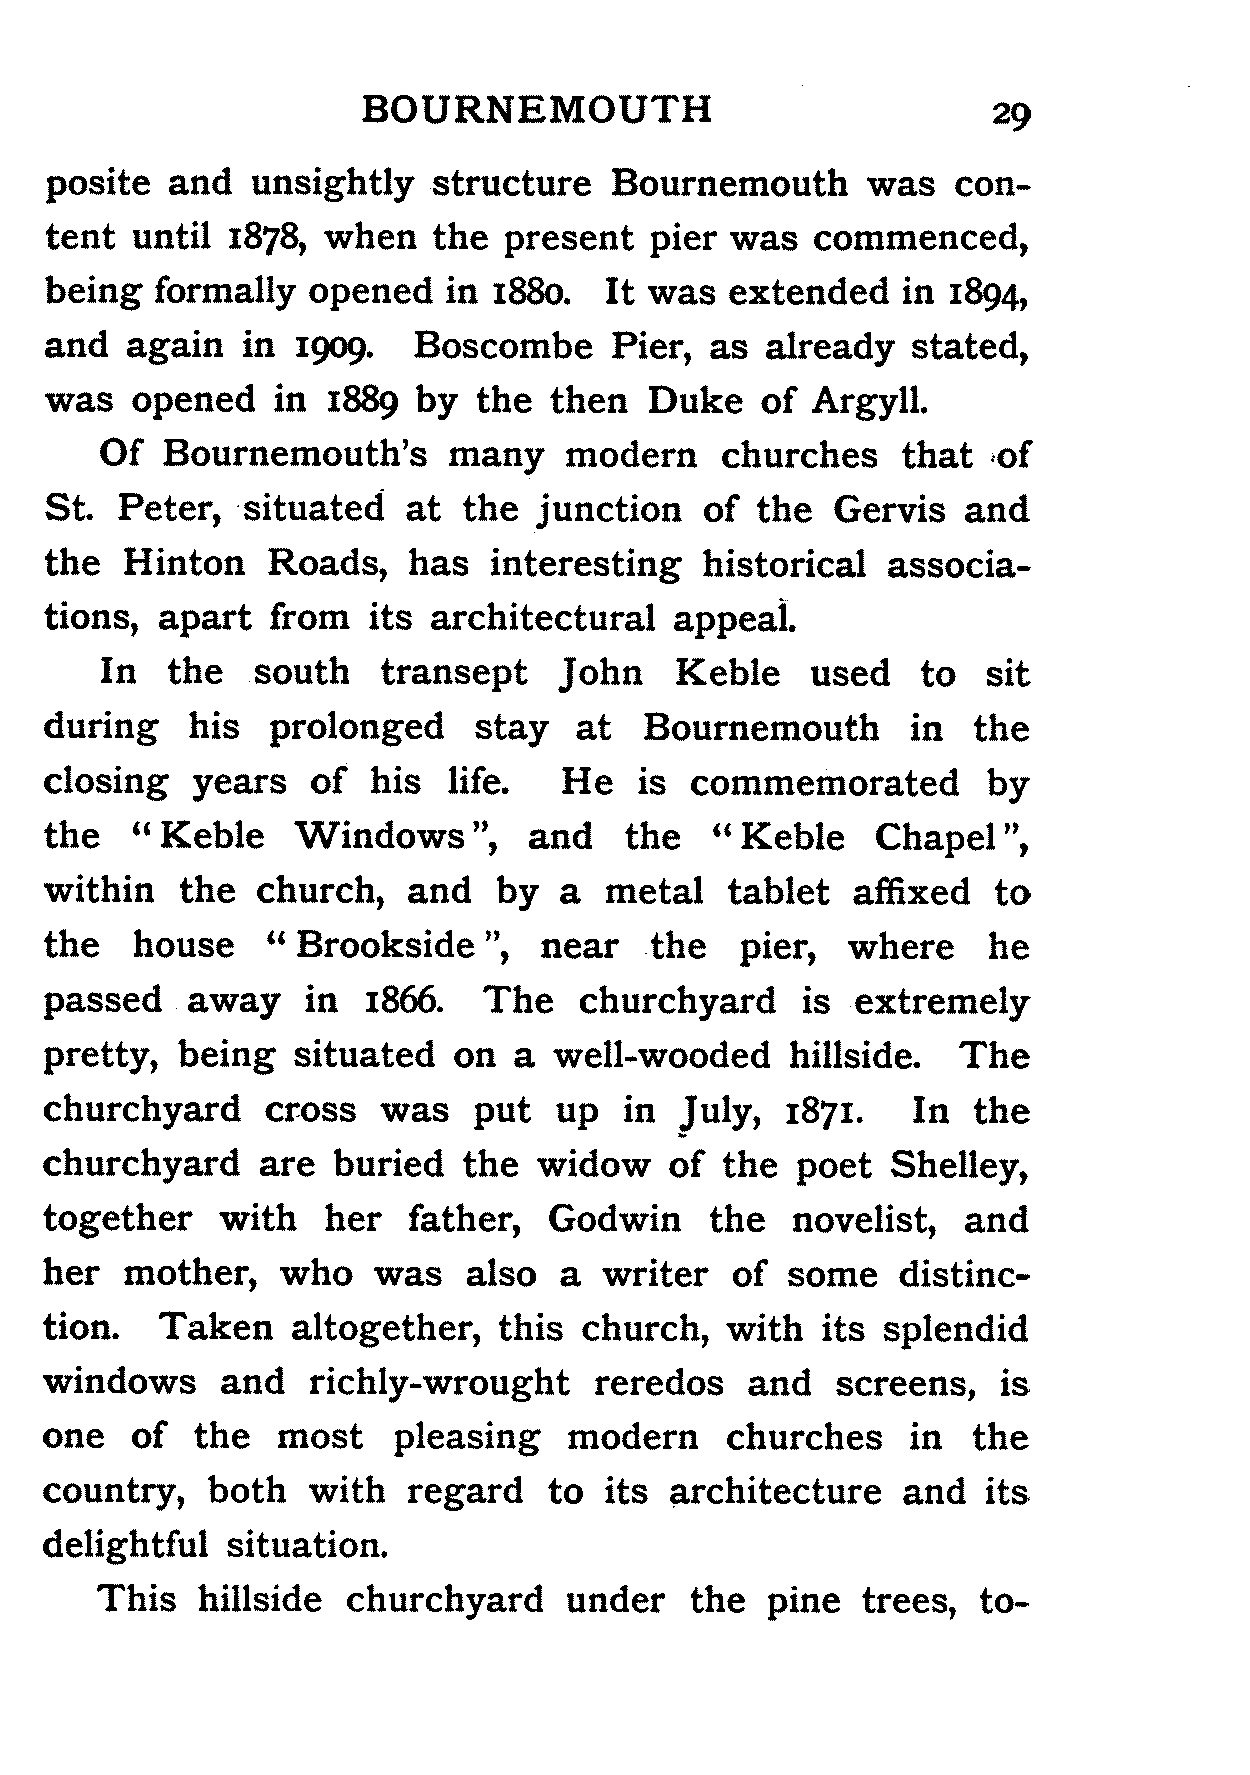 BOURNEMOUTH 29
posite and unsightly structure Bournemouth was con-
tent until 1878, when the present pier was commenced,
being formally opened in 1880. It was extended in 1894,
and again in 1909. Boscombe Pier, as already stated,
was opened in 1889 by the then Duke of Argyll.
Of Bournemouth's many modern churches that of
St. Peter, situated at the junction of the Gervis and
the Hinton Roads, has interesting historical associa-
tions, apart from its architectural appeal.
In the south transept John Keble used to sit
during his prolonged stay at Bournemouth in the
closing years of his life. He is commemorated by
the "Keble Windows", and the "Keble Chapel",
within the church, and by a metal tablet affixed to
the house "Brookside", near the pier, where he
passed away in 1866. The churchyard is extremely
pretty, being situated on a well-wooded hillside. The
churchyard cross was put up in July, 1871. In the
churchyard are buried the widow of the poet Shelley,
together with her father, Godwin the novelist, and
her mother, who was also a writer of some distinc-
tion. Taken altogether, this church, with its splendid
windows and richly-wrought reredos and screens, is
one of the most pleasing modern churches in the
country, both with regard to its architecture and its
delightful situation.
This hillside churchyard under the pine trees, to-